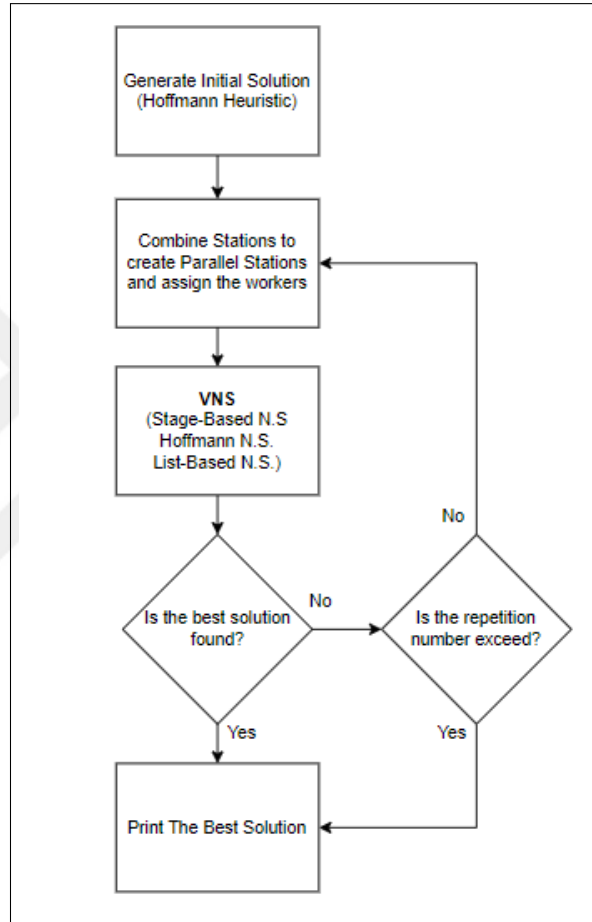 Generate Initial Solution
(Hoffmann Heuristic)
Combine Stations to
create Parallel Stations
and assign the workers
VNS
(Stage-Based N.S
Hoffmann N.S.
List-Based N.S.)
No
Is the best solution
found?
No
Is the repetition
number exceed?
Yes
Yes
Print The Best Solution